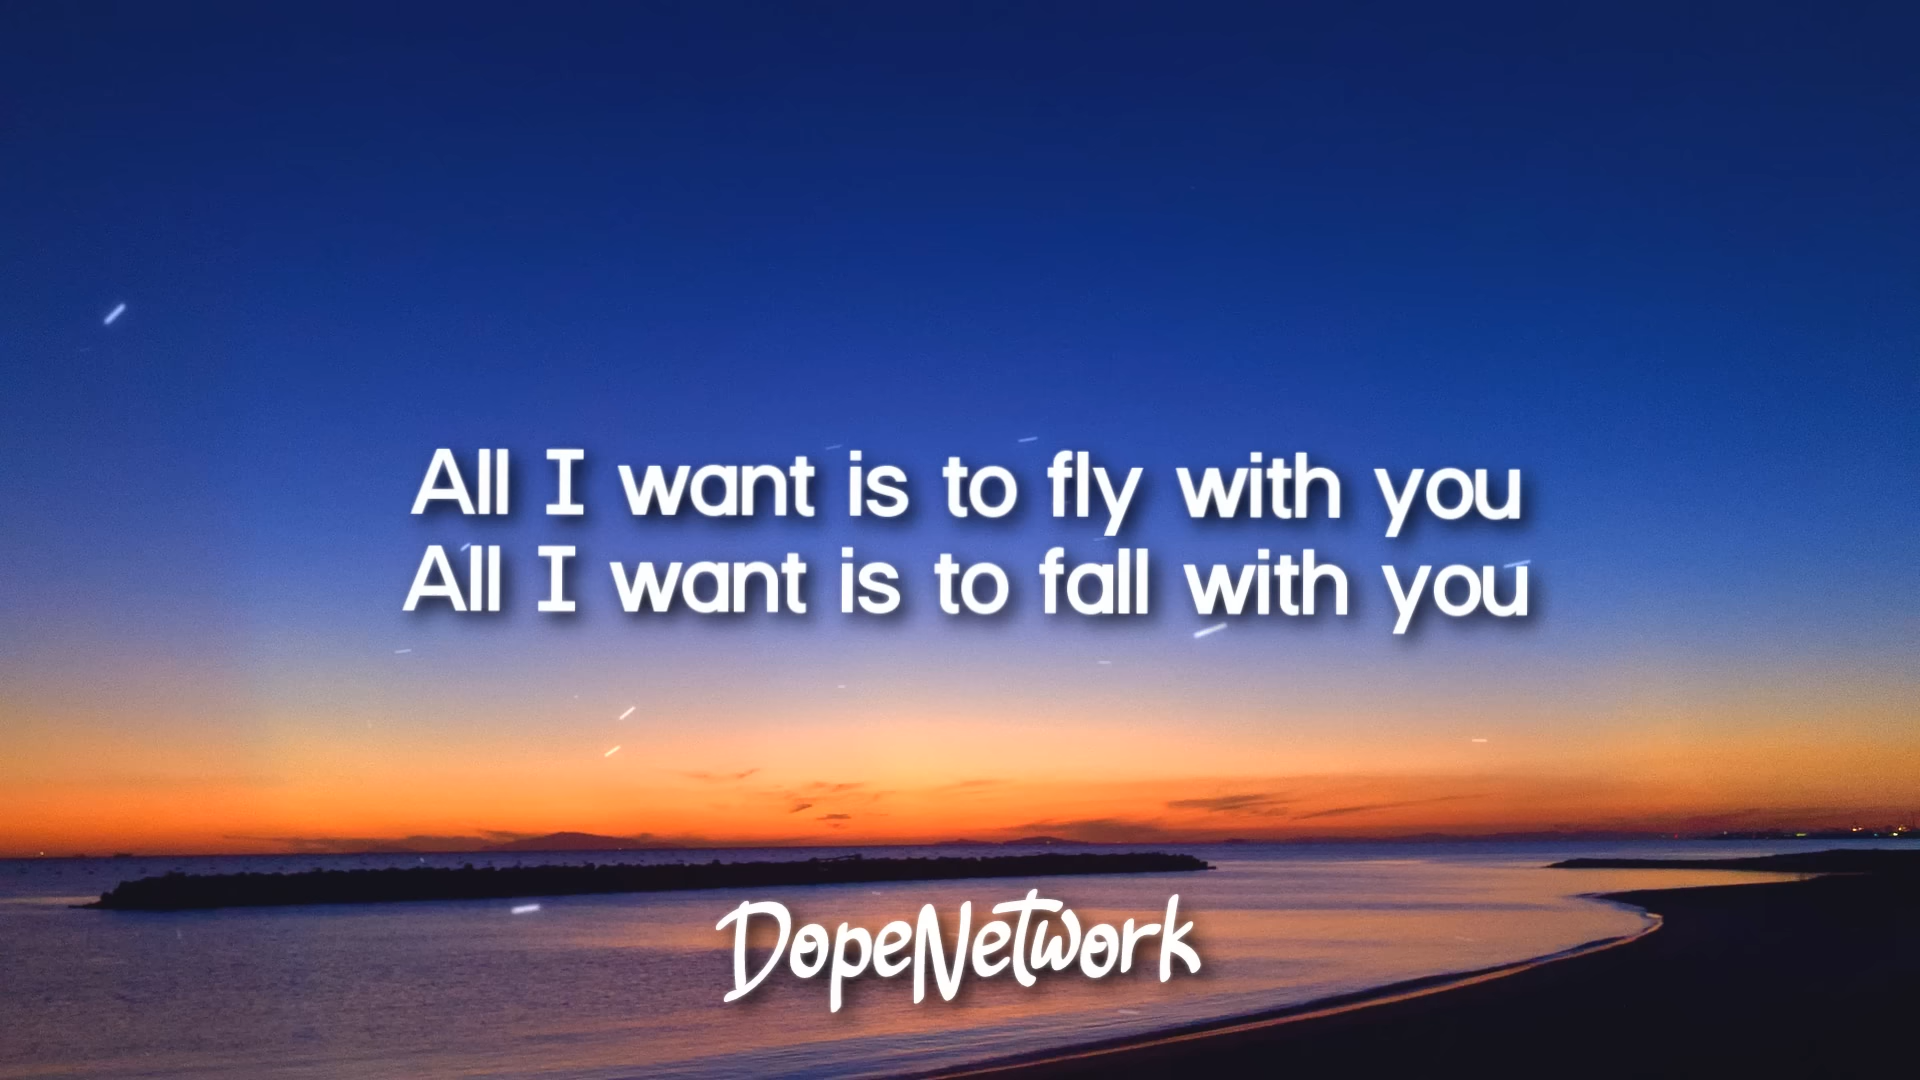 All I want is to fly with you
All I want is to fall with you
DopeNetwork